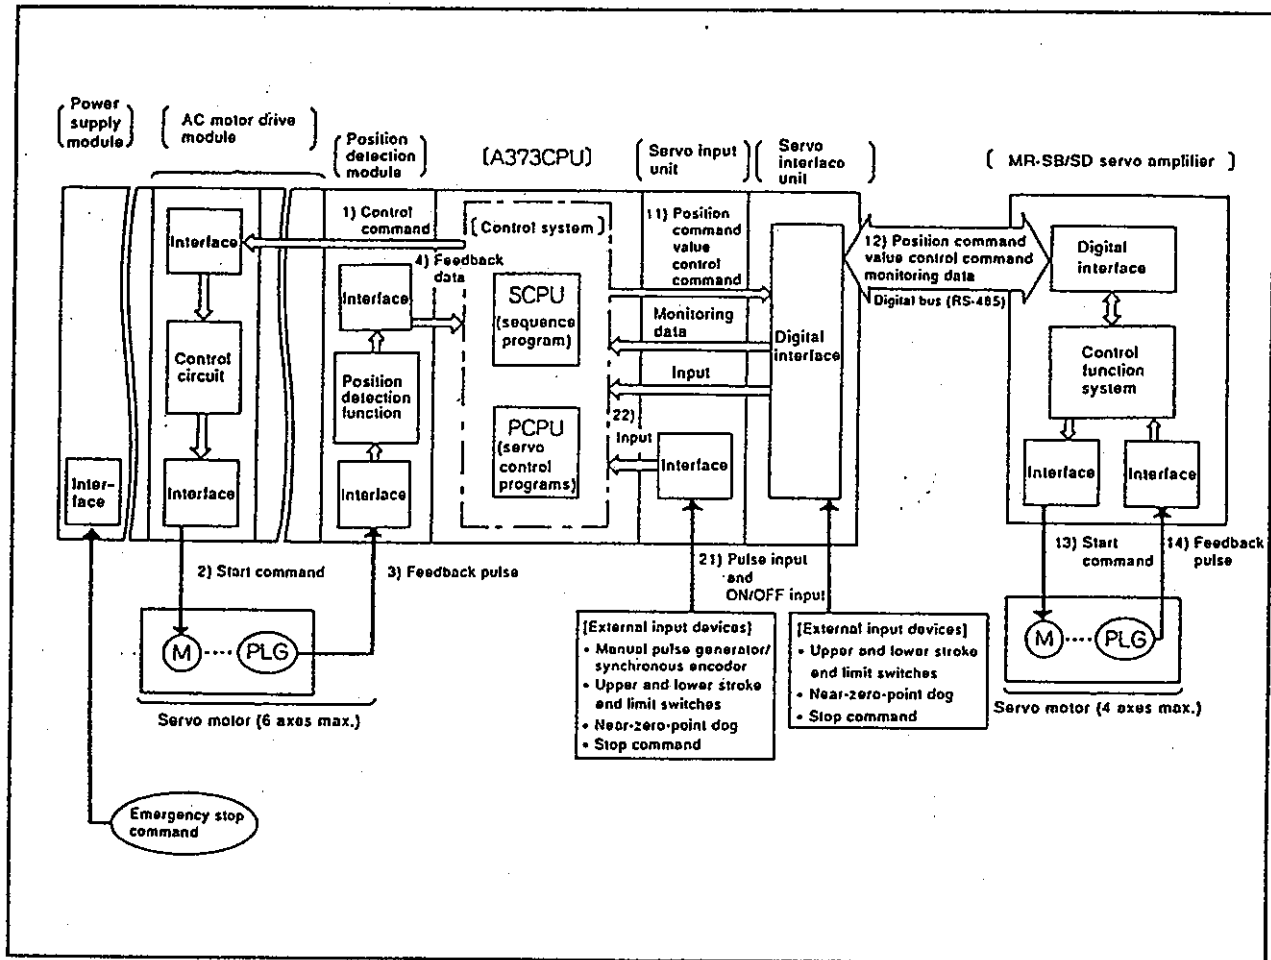 Power
supply
module
AC motor drive
module
Position
detection
module
[A373CPU]
Servo input
unit
Servo
interface
unit
MR-SB/SD servo amplifier
Inter-
face
Interface
Control
circuit
Interface
1) Control
command
4) Feedback
data
Interface
Position
detection
function
Interface
[Control system]
SCPU
(sequence
program)
PCPU
(servo
control
programs)
11) Position
command
value
control
command
Monitoring
data
Input
22)
Input
Interface
Digital
interface
12) Position command
value control command
monitoring data
Digital bus (RS-485)
Digital
interface
Control
function
system
Interface
Interface
2) Start command
3) Feedback pulse
21) Pulse input
and
ON/OFF input
13) Start
command
14) Feedback
pulse
M
PLG
Servo motor (6 axes max.)
[External input devices]
• Manual pulse generator/
synchronous encodor
• Upper and lower stroke
end limit switches
• Near-zero-point dog
• Stop command
[External input devices]
• Upper and lower stroke
end limit switches
• Near-zero-point dog
• Stop command
M
PLG
Servo motor (4 axes max.)
Emergency stop
command